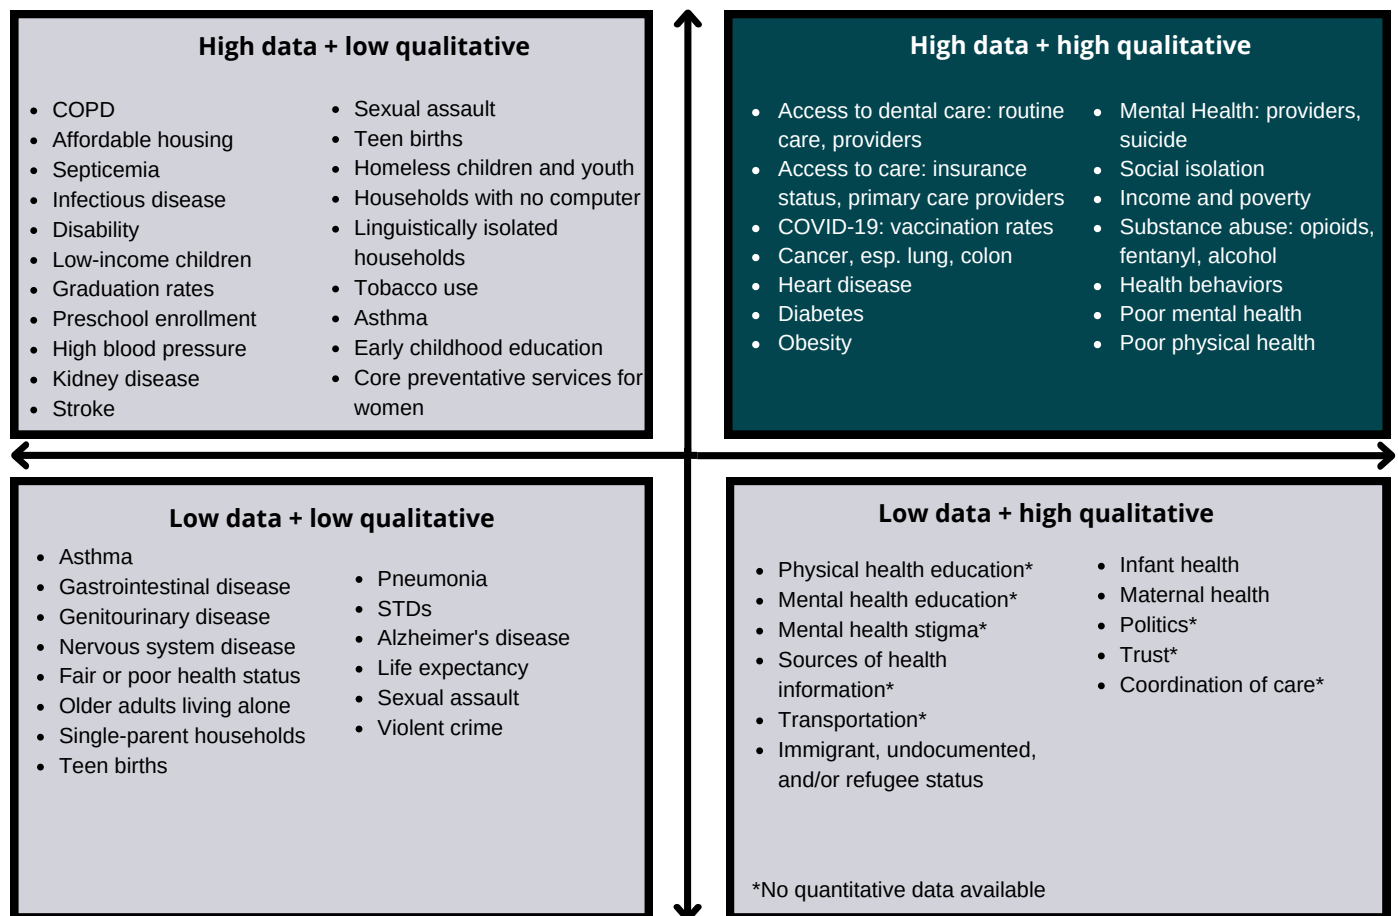 High data + low qualitative
COPD
Affordable housing
Septicemia
Infectious disease
Disability
Low-income children
Graduation rates
Preschool enrollment
High blood pressure
Kidney disease
Stroke
Sexual assault
Teen births
Homeless children and youth
Households with no computer
Linguistically isolated
households
Tobacco use
Asthma
Early childhood education
Core preventative services for
women
High data + high qualitative
Access to dental care: routine
care, providers
Access to care: insurance
status, primary care providers
COVID-19: vaccination rates
Cancer, esp. lung, colon
Heart disease
Diabetes
Obesity
Mental Health: providers,
suicide
Social isolation
Income and poverty
Substance abuse: opioids,
fentanyl, alcohol
Health behaviors
Poor mental health
Poor physical health
Low data + low qualitative
Asthma
Gastrointestinal disease
Genitourinary disease
Nervous system disease
Fair or poor health status
Older adults living alone
Single-parent households
Teen births
Pneumonia
STDs
Alzheimer's disease
Life expectancy
Sexual assault
Violent crime
Low data + high qualitative
Physical health education*
Mental health education*
Mental health stigma*
Sources of health
information*
Transportation*
Immigrant, undocumented,
and/or refugee status
Infant health
Maternal health
Politics*
Trust*
Coordination of care*
*No quantitative data available